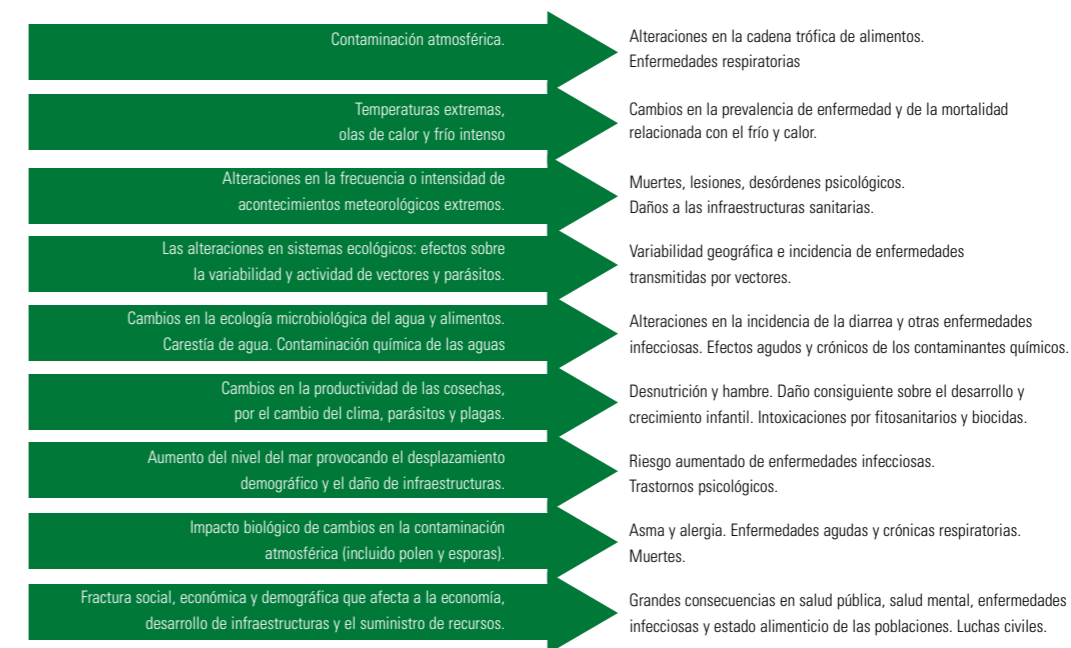 Contaminación atmosférica.
Alteraciones en la cadena trófica de alimentos.
Enfermedades respiratorias
Temperaturas extremas,
olas de calor y frío intenso
Cambios en la prevalencia de enfermedad y de la mortalidad
relacionada con el frío y calor.
Alteraciones en la frecuencia o intensidad de
acontecimientos meteorológicos extremos.
Muertes, lesiones, desórdenes psicológicos.
Daños a las infraestructuras sanitarias.
Las alteraciones en sistemas ecológicos: efectos sobre
la variabilidad y actividad de vectores y parásitos.
Variabilidad geográfica e incidencia de enfermedades
transmitidas por vectores.
Cambios en la ecología microbiológica del agua y alimentos.
Carestía de agua. Contaminación química de las aguas
Alteraciones en la incidencia de la diarrea y otras enfermedades
infecciosas. Efectos agudos y crónicos de los contaminantes químicos.
Cambios en la productividad de las cosechas,
por el cambio del clima, parásitos y plagas.
Desnutrición y hambre. Daño consiguiente sobre el desarrollo y
crecimiento infantil. Intoxicaciones por fitosanitarios y biocidas.
Aumento del nivel del mar provocando el desplazamiento
demográfico y el daño de infraestructuras.
Riesgo aumentado de enfermedades infecciosas.
Trastornos psicológicos.
Impacto biológico de cambios en la contaminación
atmosférica (incluido polen y esporas).
Asma y alergia. Enfermedades agudas y crónicas respiratorias.
Muertes.
Fractura social, económica y demográfica que afecta a la economía,
desarrollo de infraestructuras y el suministro de recursos.
Grandes consecuencias en salud pública, salud mental, enfermedades
infecciosas y estado alimenticio de las poblaciones. Luchas civiles.